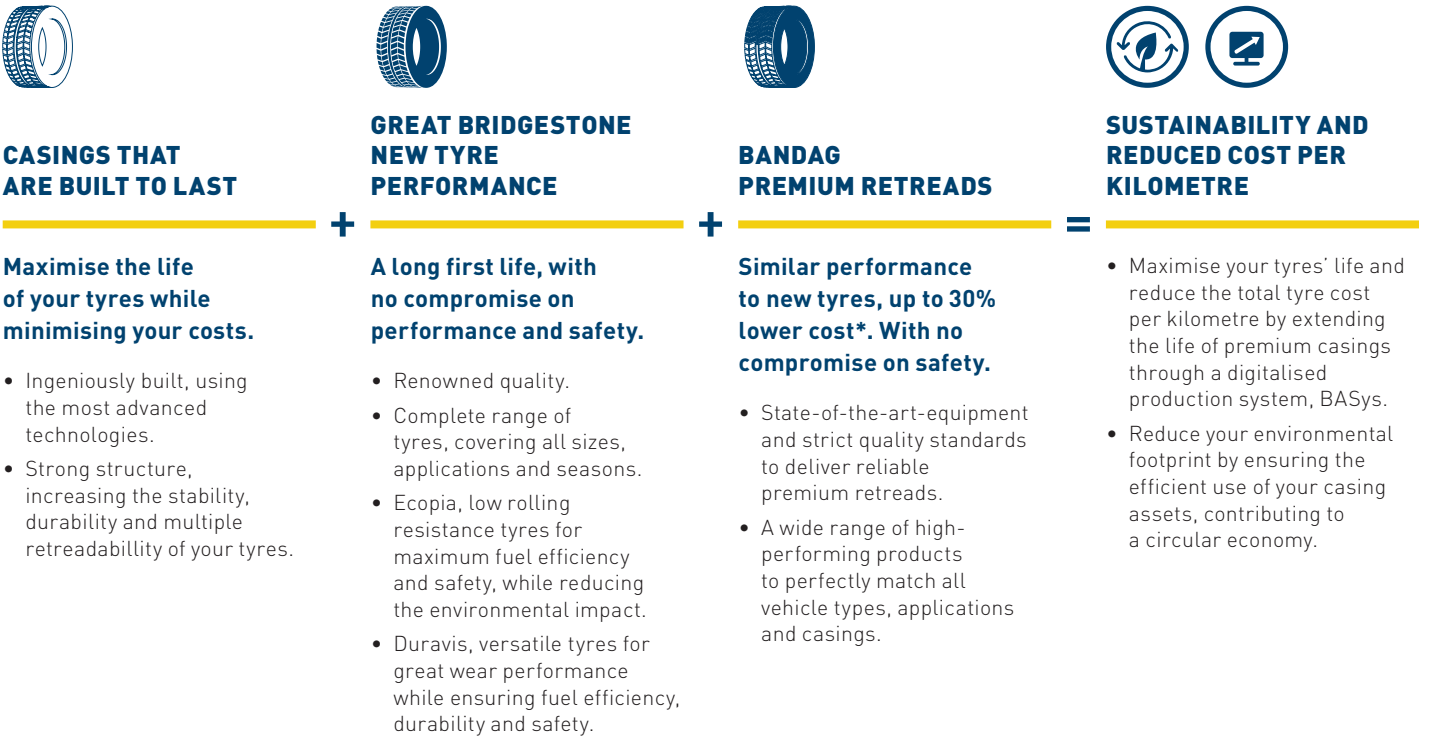 CASINGS THAT
ARE BUILT TO LAST
Maximise the life
of your tyres while
minimising your costs.
• Ingeniously built, using
the most advanced
technologies.
• Strong structure,
increasing the stability,
durability and multiple
retreadabillity of your tyres.
+
GREAT BRIDGESTONE
NEW TYRE
PERFORMANCE
A long first life, with
no compromise on
performance and safety.
• Renowned quality.
• Complete range of
tyres, covering all sizes,
applications and seasons.
• Ecopia, low rolling
resistance tyres for
maximum fuel efficiency
and safety, while reducing
the environmental impact.
• Duravis, versatile tyres for
great wear performance
while ensuring fuel efficiency,
durability and safety.
+
BANDAG
PREMIUM RETREADS
Similar performance
to new tyres, up to 30%
lower cost*. With no
compromise on safety.
• State-of-the-art-equipment
and strict quality standards
to deliver reliable
premium retreads.
• A wide range of high-
performing products
to perfectly match all
vehicle types, applications
and casings.
=
SUSTAINABILITY AND
REDUCED COST PER
KILOMETRE
• Maximise your tyres’ life and
reduce the total tyre cost
per kilometre by extending
the life of premium casings
through a digitalised
production system, BASys.
• Reduce your environmental
footprint by ensuring the
efficient use of your casing
assets, contributing to
a circular economy.